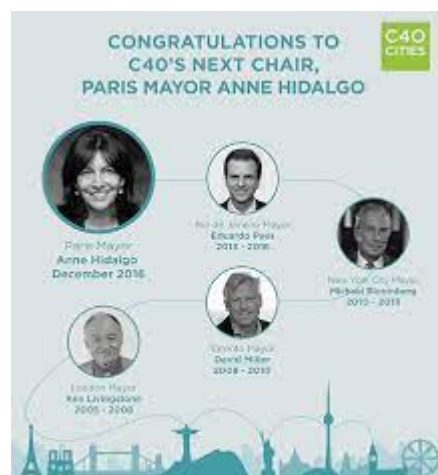 CONGRATULATIONS TO
C40'S NEXT CHAIR,
PARIS MAYOR ANNE HIDALGO
C40
CITIES
Paris Mayor
Anne Hidalgo
December 2016
Rio de Janeiro Mayor
Eduardo Paes
2013 - 2016
New York City Mayor
Michael Bloomberg
2010 - 2013
Toronto Mayor
David Miller
2008 - 2010
London Mayor
Ken Livingstone
2005 - 2008